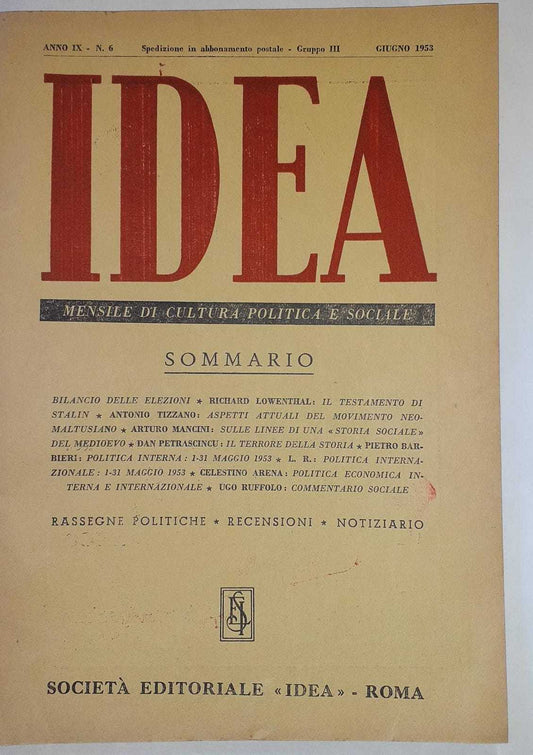 ANNO IX - N. 6 Spedizione in abbonamento postale - Gruppo III GIUGNO 1953
IDEA
MENSILE DI CULTURA POLITICA E SOCIALE
SOMMARIO
BILANCIO DELLE ELEZIONI ★ RICHARD LOWENTHAL: IL TESTAMENTO DI
STALIN ★ ANTONIO TIZZANO: ASPETTI ATTUALI DEL MOVIMENTO NEO-
MALTUSIANO ★ ARTURO MANCINI: SULLE LINEE DI UNA «STORIA SOCIALE»
DEL MEDIOEVO ★ DAN PETRASCINCU: IL TERRORE DELLA STORIA ★ PIETRO BAR-
BIERI: POLITICA INTERNA: 1-31 MAGGIO 1953 ★ L. R.: POLITICA INTERNA-
ZIONALE: 1-31 MAGGIO 1953 ★ CELESTINO ARENA: POLITICA ECONOMICA IN-
TERNA E INTERNAZIONALE ★ UGO RUFFOLO: COMMENTARIO SOCIALE
RASSEGNE POLITICHE ★ RECENSIONI ★ NOTIZIARIO
SOCIETÀ EDITORIALE «IDEA» - ROMA